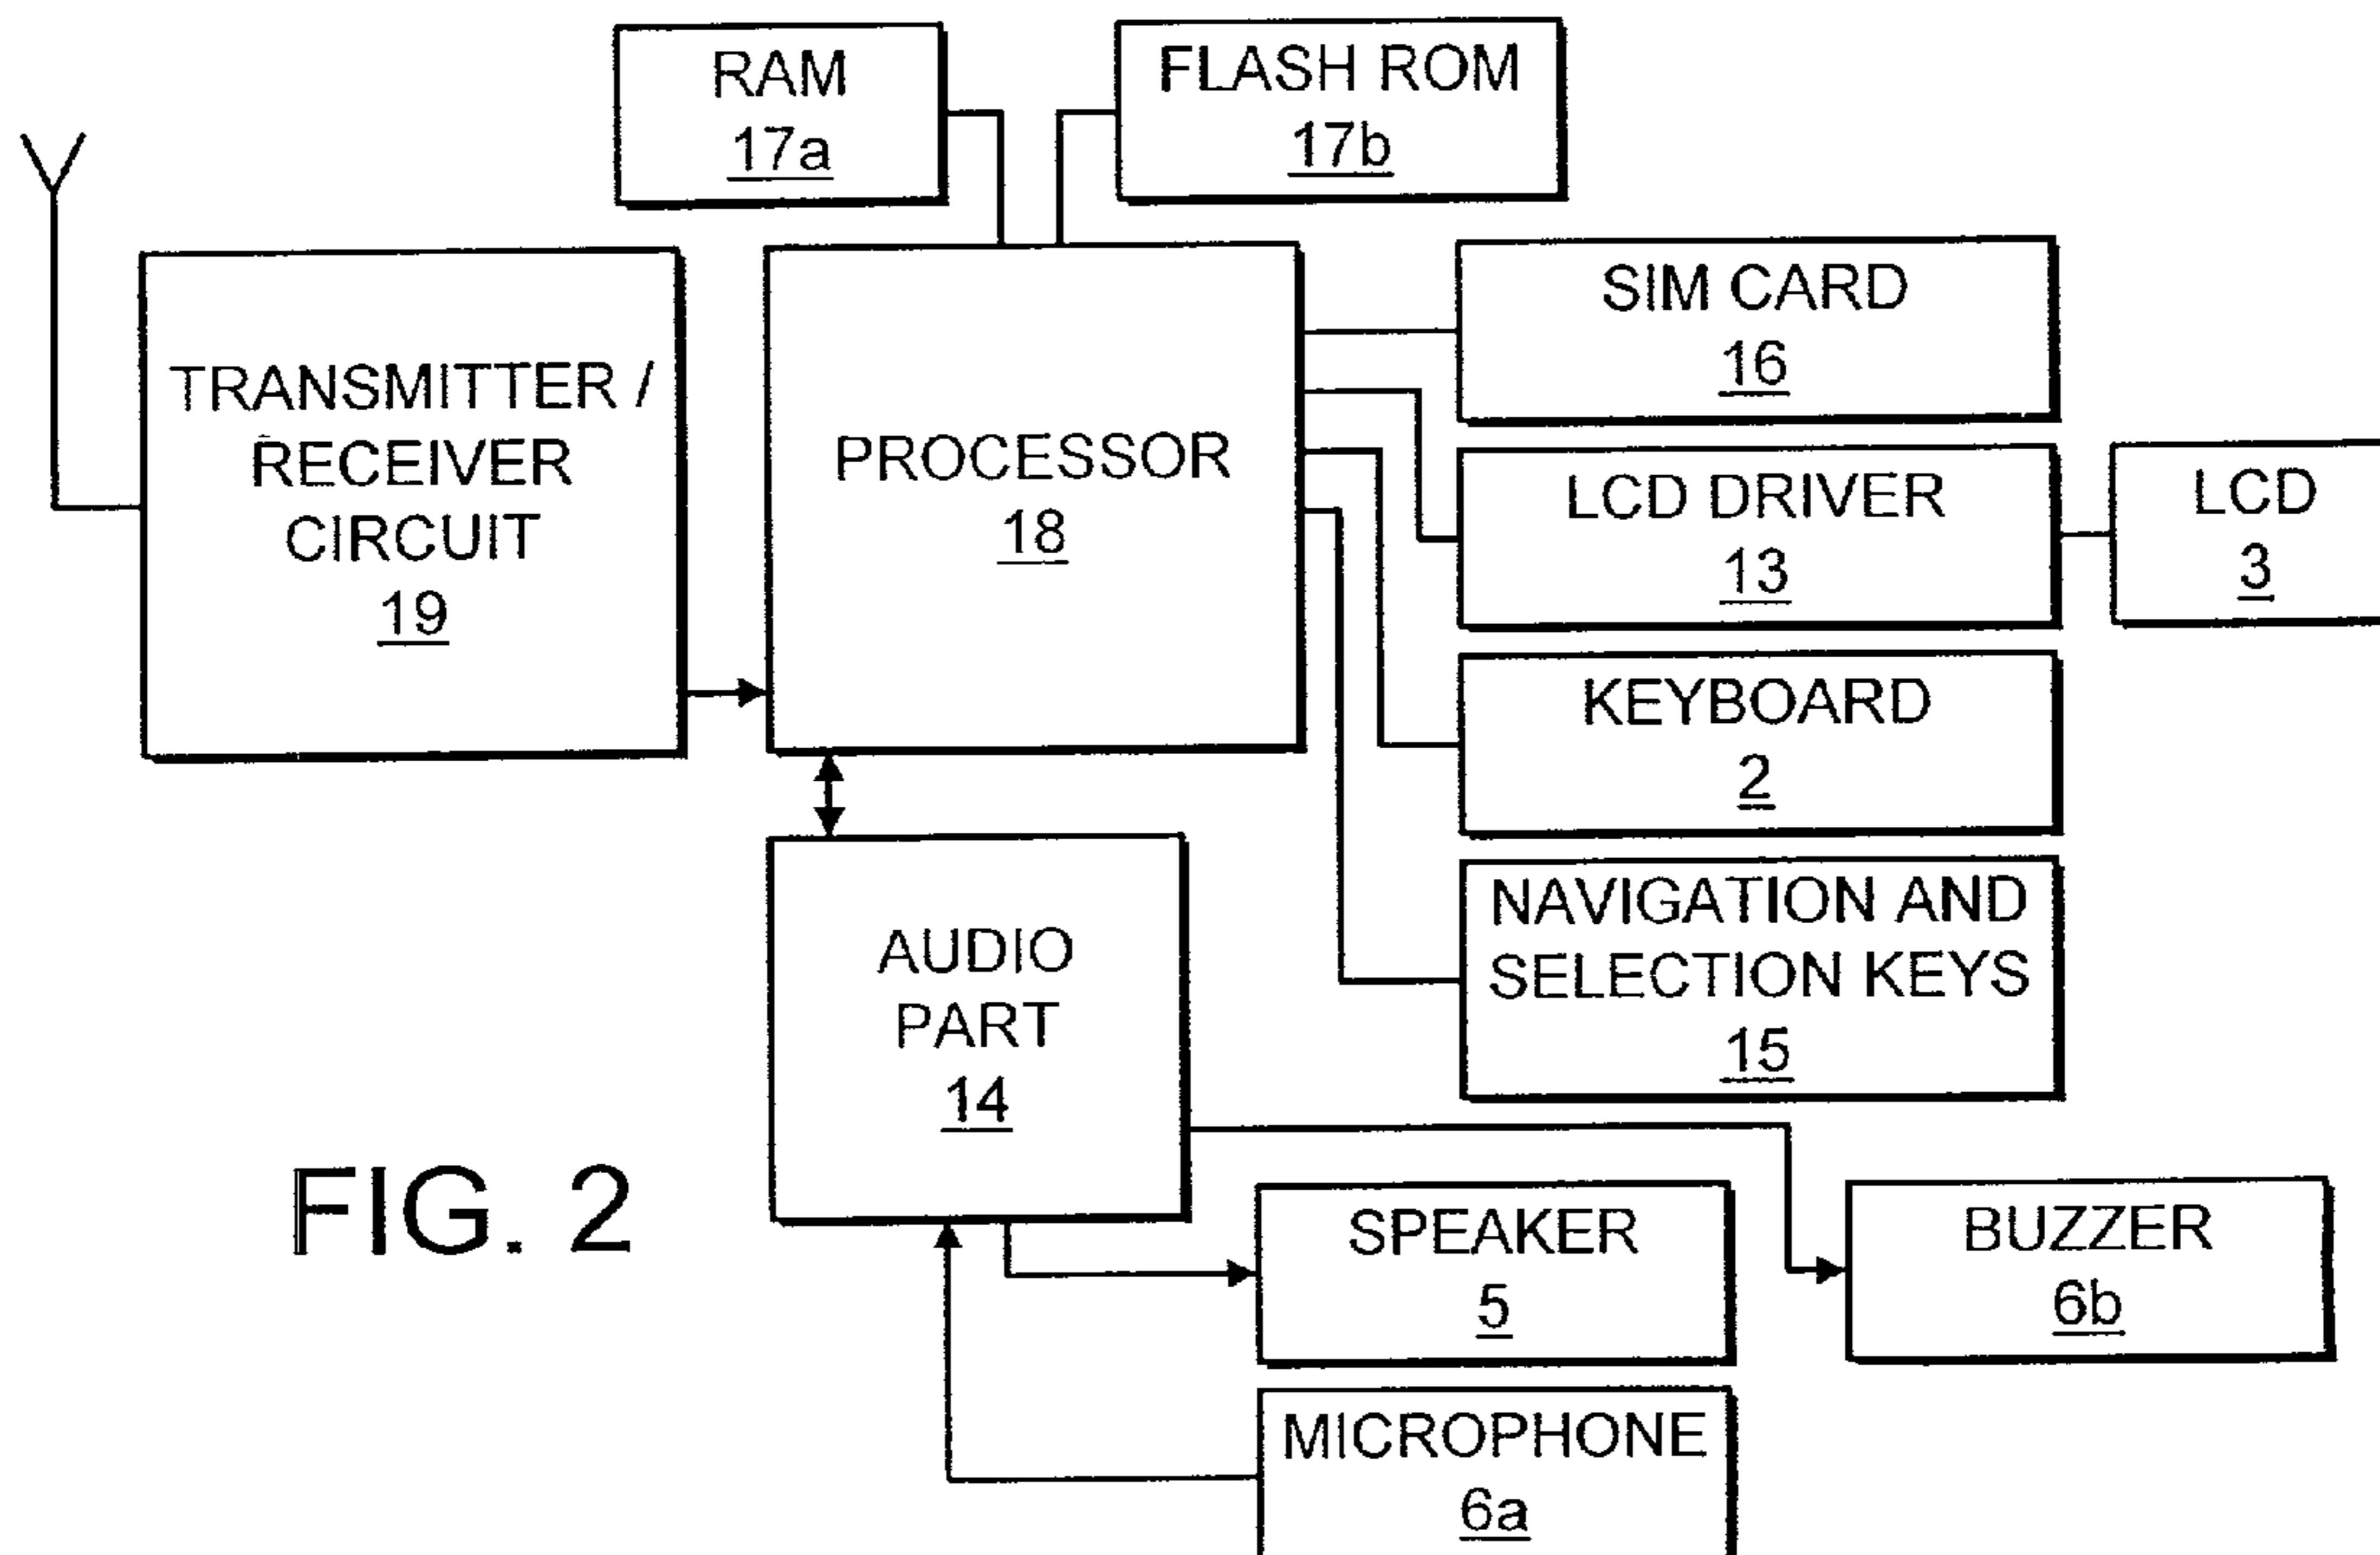 RAM
17a
FLASH ROM
17b
TRANSMITTER /
RECEIVER
CIRCUIT
19
PROCESSOR
18
SIM CARD
16
LCD DRIVER
13
LCD
3
KEYBOARD
2
NAVIGATION AND
SELECTION KEYS
15
AUDIO
PART
14
FIG. 2
SPEAKER
5
BUZZER
6b
MICROPHONE
6a